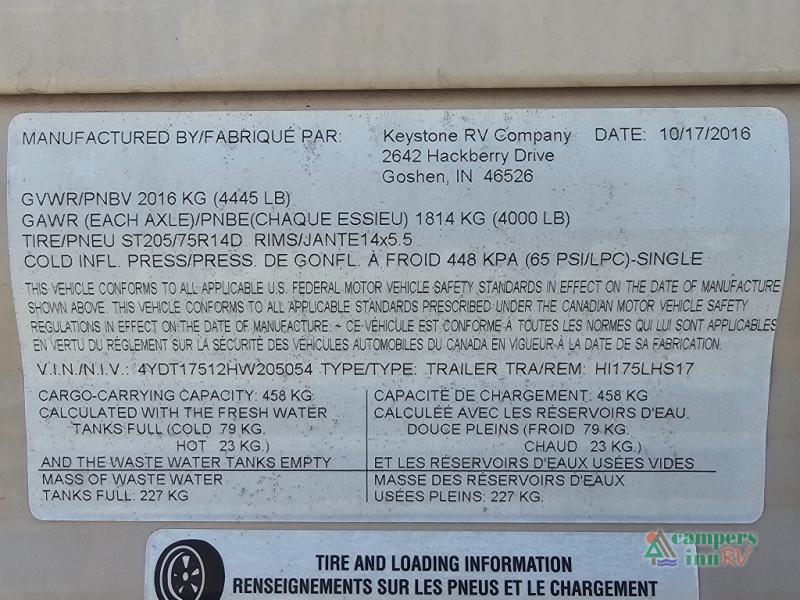 MANUFACTURED BY/FABRIQUÉ PAR: Keystone RV Company DATE: 10/17/2016
2642 Hackberry Drive
Goshen, IN 46526
GVWR/PNBV 2016 KG (4445 LB)
GAWR (EACH AXLE)/PNBE(CHAQUE ESSIEU) 1814 KG (4000 LB)
TIRE/PNEU ST205/75R14D RIMS/JANTE14x5.5
COLD INFL. PRESS/PRESS. DE GONFL. À FROID 448 KPA (65 PSI/LPC)-SINGLE
THIS VEHICLE CONFORMS TO ALL APPLICABLE U.S. FEDERAL MOTOR VEHICLE SAFETY STANDARDS IN EFFECT ON THE DATE OF MANUFACTURE
SHOWN ABOVE. THIS VEHICLE CONFORMS TO ALL APPLICABLE STANDARDS PRESCRIBED UNDER THE CANADIAN MOTOR VEHICLE SAFETY
REGULATIONS IN EFFECT ON THE DATE OF MANUFACTURE: ~ CE VÉHICULE EST CONFORME À TOUTES LES NORMES QUI LUI SONT APPLICABLES
EN VERTU DU RÈGLEMENT SUR LA SÉCURITÉ DES VÉHICULES AUTOMOBILES DU CANADA EN VIGUEUR À LA DATE DE SA FABRICATION.
V.I.N./N.I.V.: 4YDT17512HW205054 TYPE/TYPE: TRAILER TRA/REM: HI175LHS17
CARGO-CARRYING CAPACITY: 458 KG
CALCULATED WITH THE FRESH WATER
TANKS FULL (COLD 79 KG.
HOT 23 KG.)
AND THE WASTE WATER TANKS EMPTY
MASS OF WASTE WATER
TANKS FULL: 227 KG
CAPACITÉ DE CHARGEMENT: 458 KG
CALCULÉE AVEC LES RÉSERVOIRS D'EAU
DOUCE PLEINS (FROID 79 KG.
CHAUD 23 KG.)
ET LES RÉSERVOIRS D'EAUX USÉES VIDES
MASSE DES RÉSERVOIRS D'EAUX
USÉES PLEINS: 227 KG
TIRE AND LOADING INFORMATION
RENSEIGNEMENTS SUR LES PNEUS ET LE CHARGEMENT
campers
inn RV